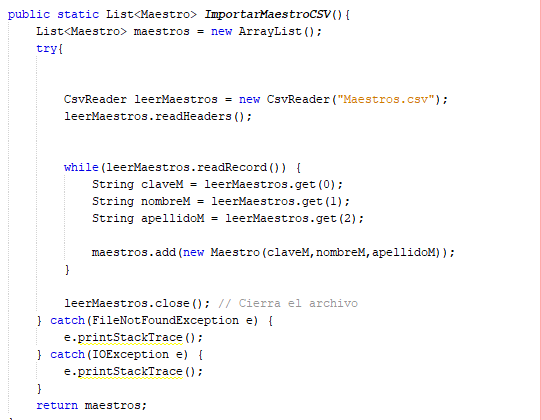 public static List<Maestro> ImportarMaestroCSV(){
List<Maestro> maestros = new ArrayList();
try{
CsvReader leerMaestros = new CsvReader("Maestros.csv");
leerMaestros.readHeaders();
while(leerMaestros.readRecord()) {
String claveM = leerMaestros.get(0);
String nombreM = leerMaestros.get(1);
String apellidoM = leerMaestros.get(2);
maestros.add(new Maestro(claveM,nombreM,apellidoM));
}
leerMaestros.close(); // Cierra el archivo
} catch(FileNotFoundException e) {
e.printStackTrace();
} catch(IOException e) {
e.printStackTrace();
}
return maestros;